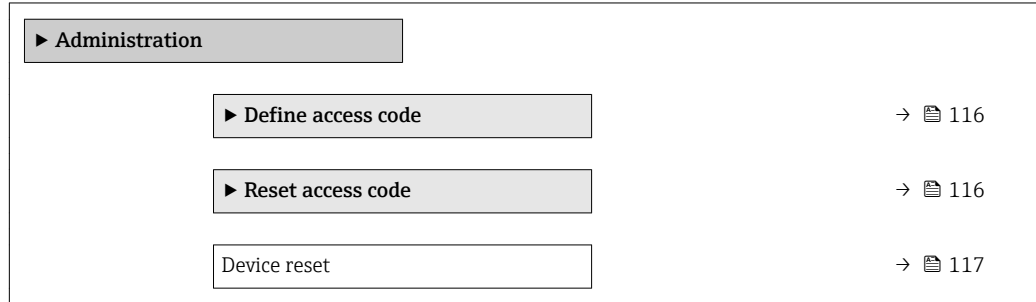 ▶ Administration
▶ Define access code → 116
▶ Reset access code → 116
Device reset → 117